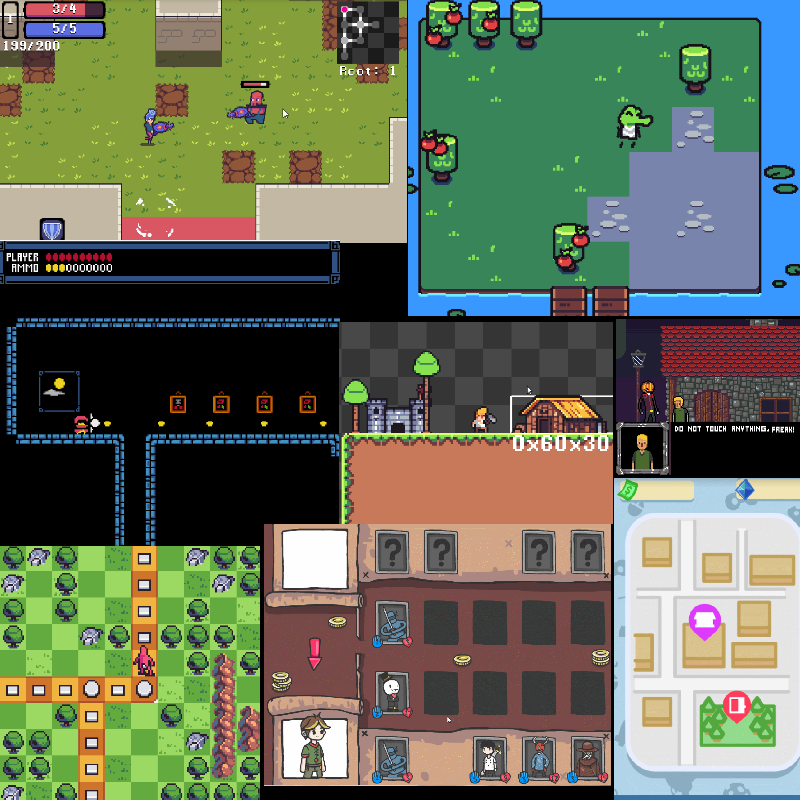 T
3/4
5/5
199/200
Root: 1
PLAYER
AMMO
0x60x30
DO NOT TOUCH ANYTHING, FREAK!
$
? ? ? ?